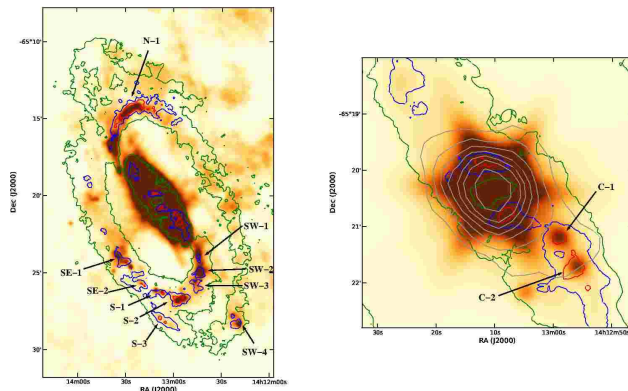 N-1
-65°10'
15'
20'
25'
30'
Dec (J2000)
SW-1
SW-2
SW-3
SW-4
SE-1
SE-2
S-1
S-2
S-3
14h14m00s
30s
13m00s
30s
14h12m00s
RA (J2000)
-65°19'
20'
21'
22'
Dec (J2000)
C-1
C-2
30s
20s
10s
13m00s
14h12m50s
RA (J2000)